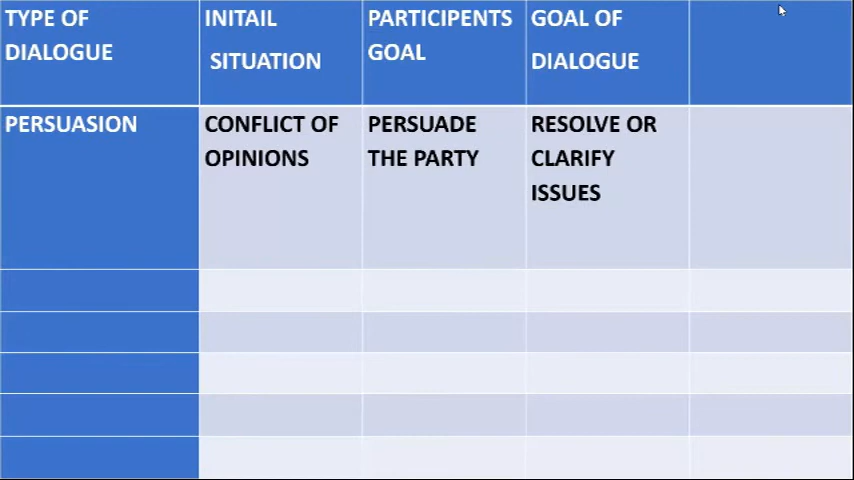 TYPE OF
DIALOGUE
INITAIL
SITUATION
PARTICIPENTS
GOAL
GOAL OF
DIALOGUE
PERSUASION
CONFLICT OF
OPINIONS
PERSUADE
THE PARTY
RESOLVE OR
CLARIFY
ISSUES